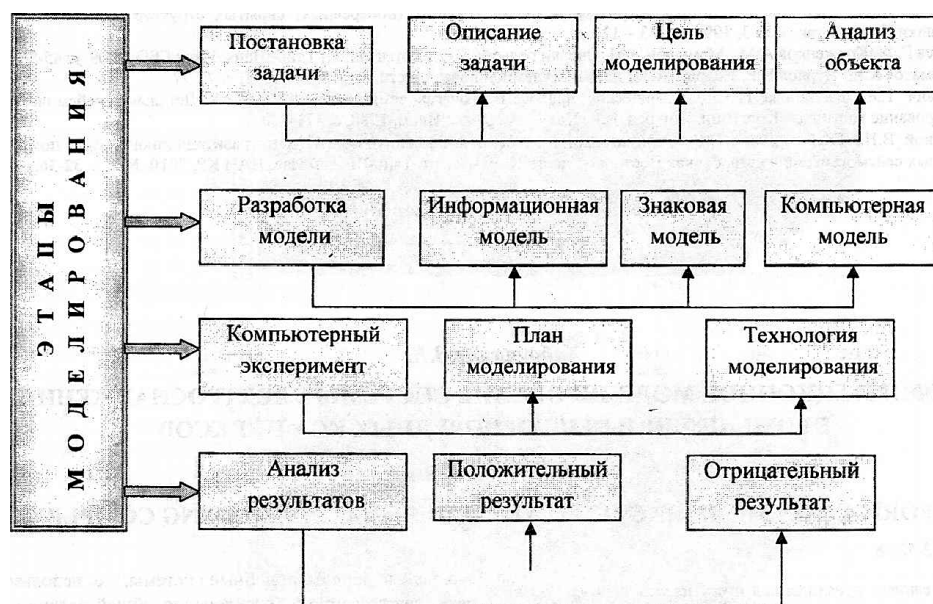 ЭТАПЫ
МОДЕЛИРОВАНИЯ
Постановка
задачи
Описание
задачи
Цель
моделирования
Анализ
объекта
Разработка
модели
Информационная
модель
Знаковая
модель
Компьютерная
модель
Компьютерный
эксперимент
План
моделирования
Технология
моделирования
Анализ
результатов
Положительный
результат
Отрицательный
результат